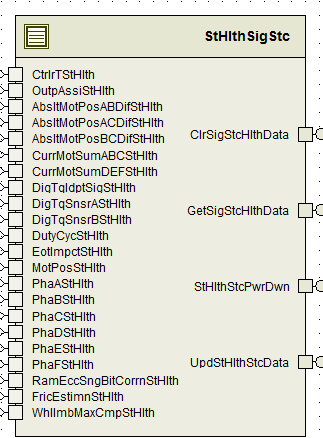 StHlthSigStc
CtrlrTStHlth
OutpAssiStHlth
AbsltMotPosABDifStHlth
AbsltMotPosACDifStHlth
AbsltMotPosBCDifStHlth
ClrSigStcHlthData
CurrMotSumABCStHlth
CurrMotSumDEFStHlth
DigTqIdptSigStHlth
DigTqSnsrAStHlth
GetSigStcHlthData
DigTqSnsrBStHlth
DutyCycStHlth
EotImpctStHlth
MotPosStHlth
PhaAStHlth
StHlthStcPwrDwn
PhaBStHlth
PhaCStHlth
PhaDStHlth
PhaEStHlth
PhaFStHlth
UpdStHlthStcData
RamEccSngBitCorrnStHlth
FricEstimnStHlth
WhlImbMaxCmpStHlth